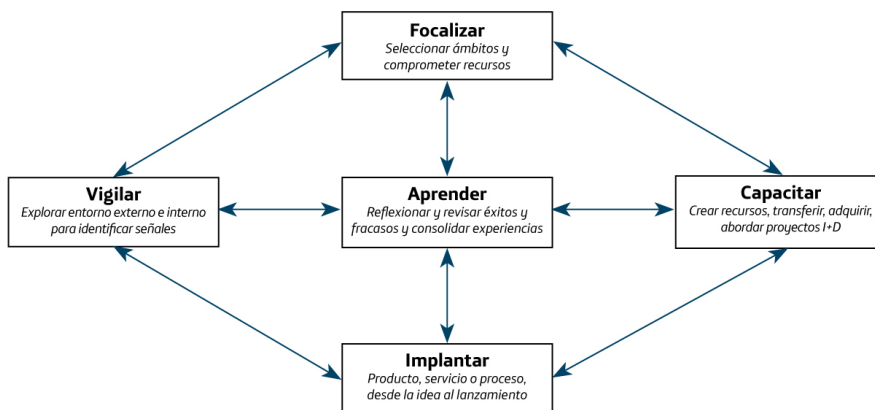 Focalizar
Seleccionar ámbitos y
comprometer recursos
Vigilar
Explorar entorno externo e interno
para identificar señales
Aprender
Reflexionar y revisar éxitos y
fracasos y consolidar experiencias
Capacitar
Crear recursos, transferir, adquirir,
abordar proyectos I+D
Implantar
Producto, servicio o proceso,
desde la idea al lanzamiento